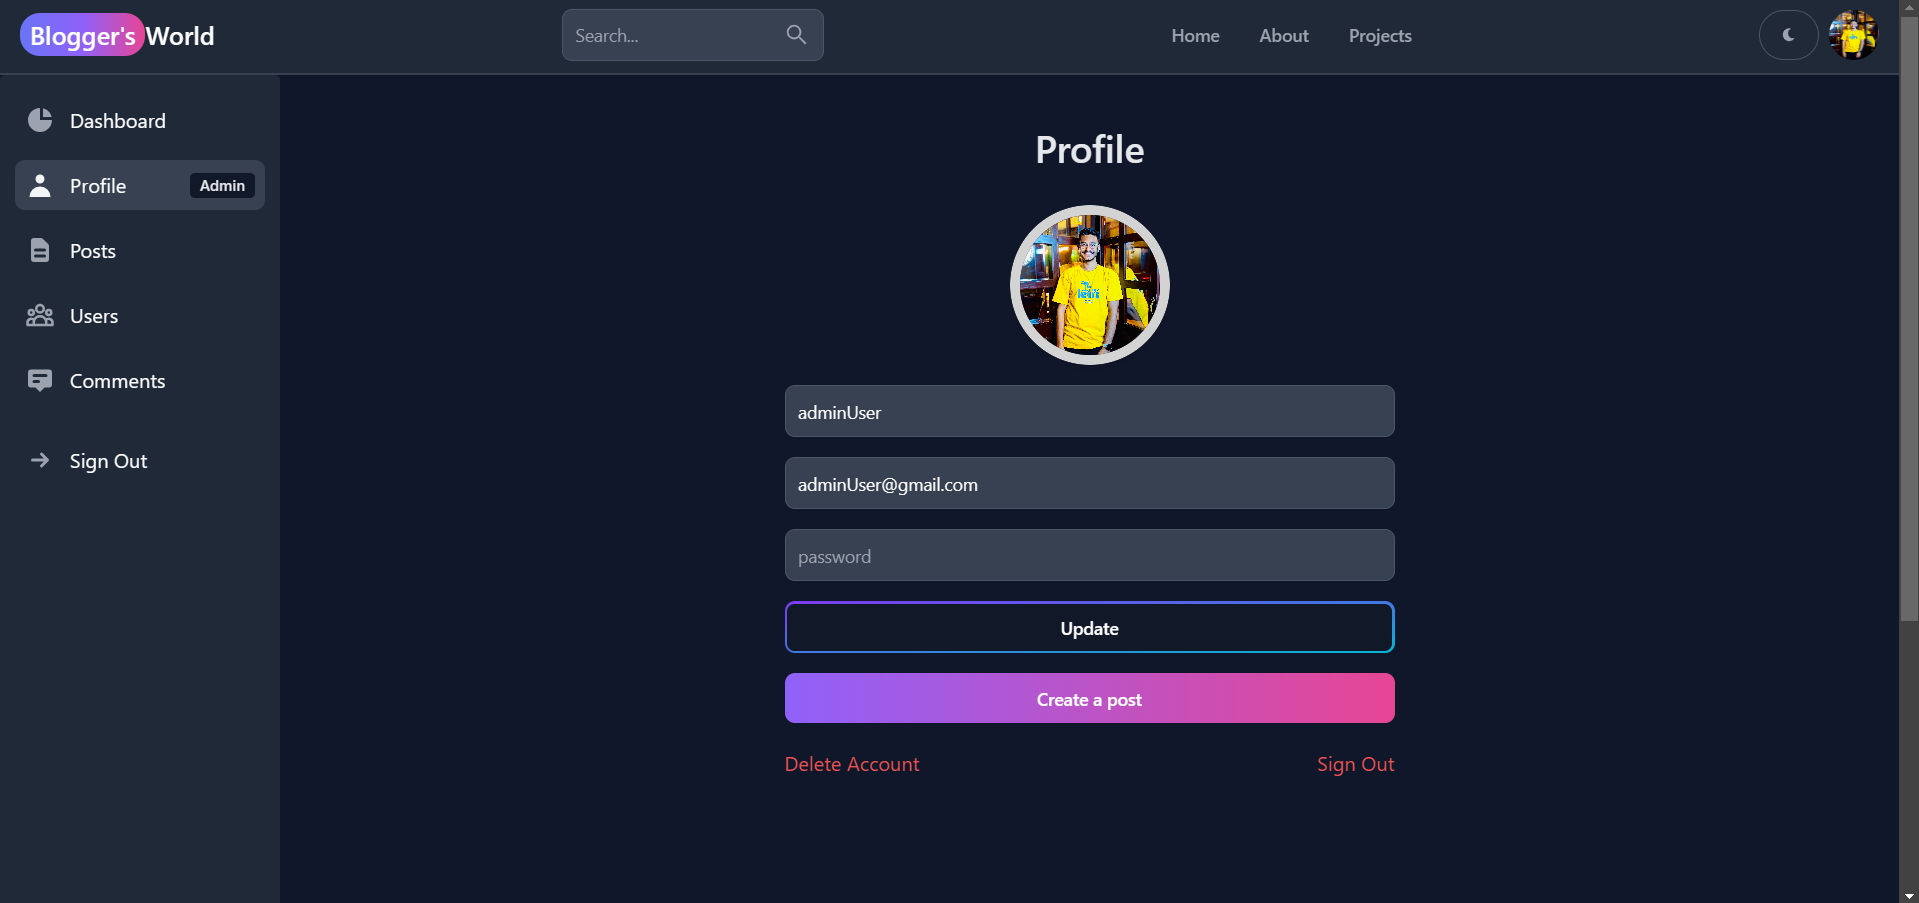 Blogger's World
Search...
Home
About
Projects
Dashboard
Profile
Admin
Posts
Users
Comments
Sign Out
Profile
adminUser
adminUser@gmail.com
password
Update
Create a post
Delete Account
Sign Out